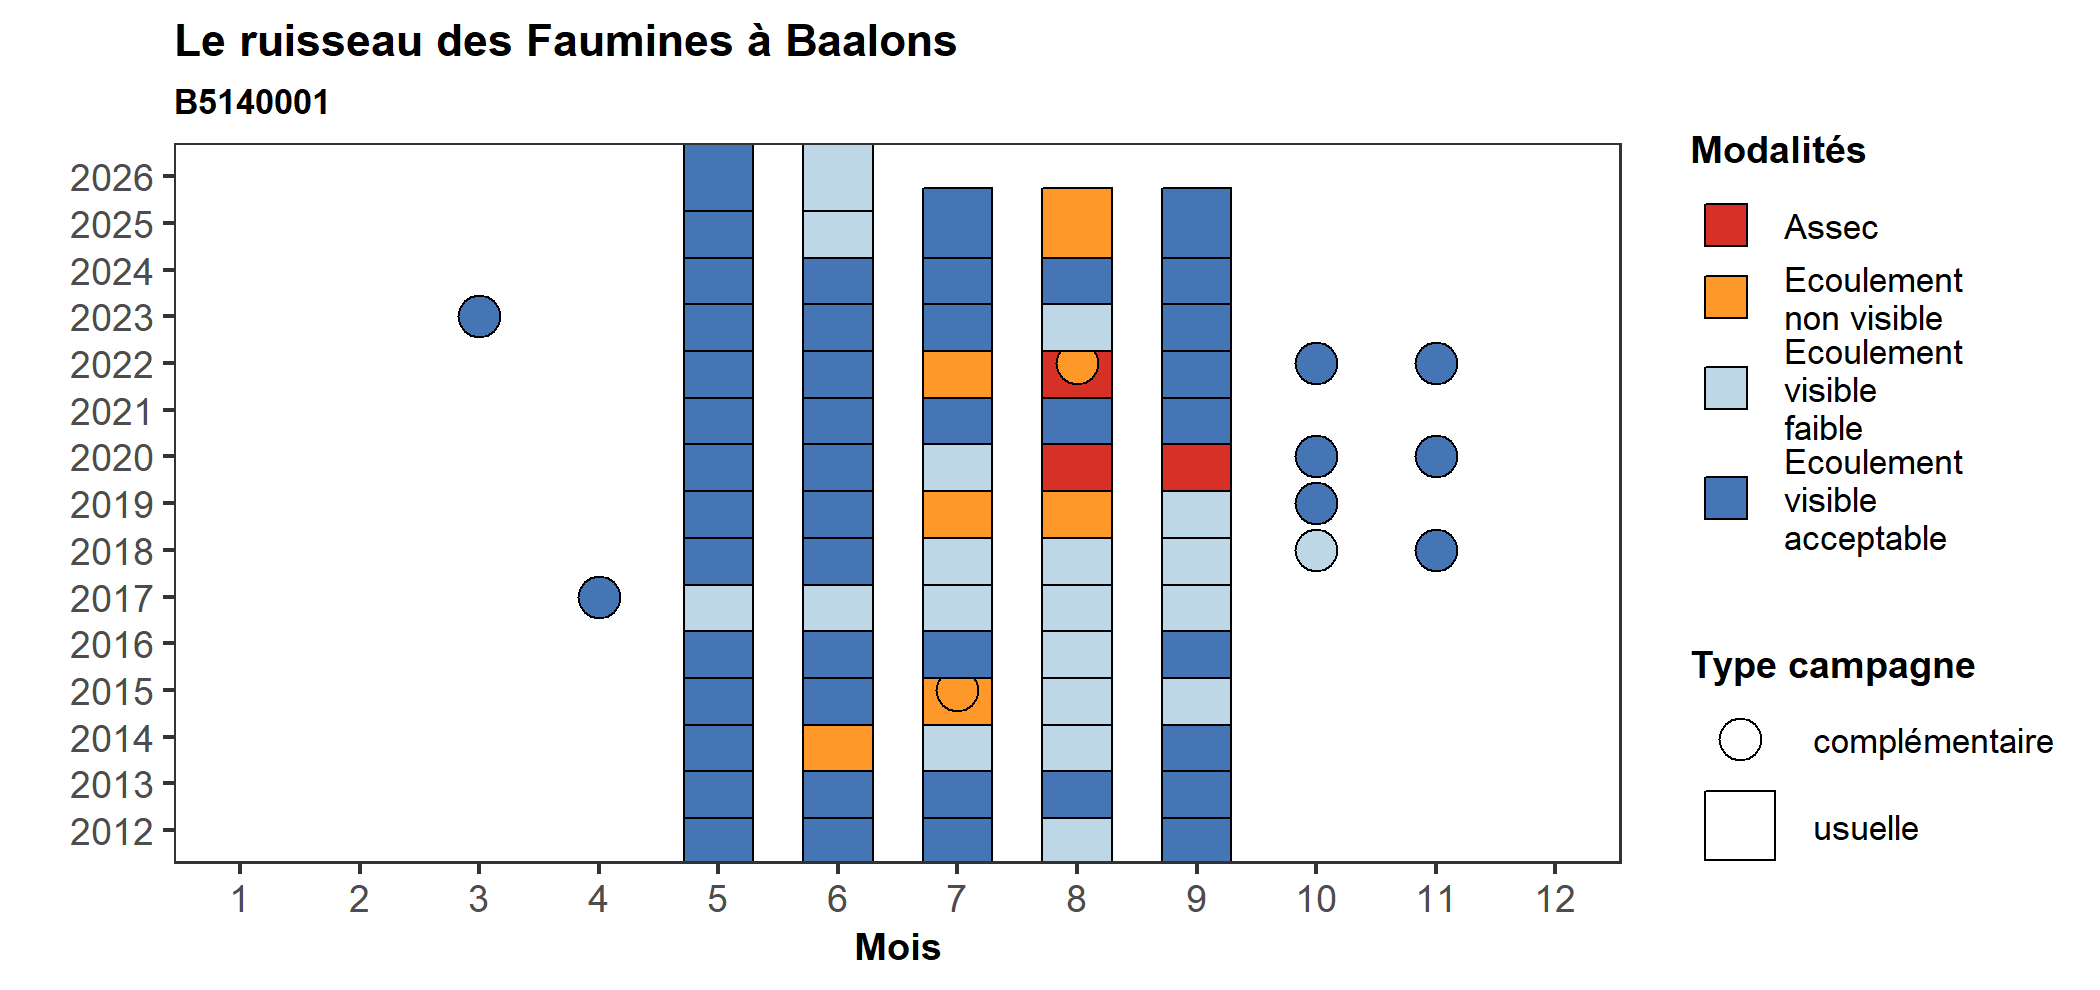 Le ruisseau des Faumines à Baalons
B5140001
2026
2025
2024
2023
2022
2021
2020
2019
2018
2017
2016
2015
2014
2013
2012
1 2 3 4 5 6 7 8 9 10 11 12
Mois
Modalités
Assec
Ecoulement
non visible
Ecoulement
visible
faible
Ecoulement
visible
acceptable
Type campagne
complémentaire
usuelle